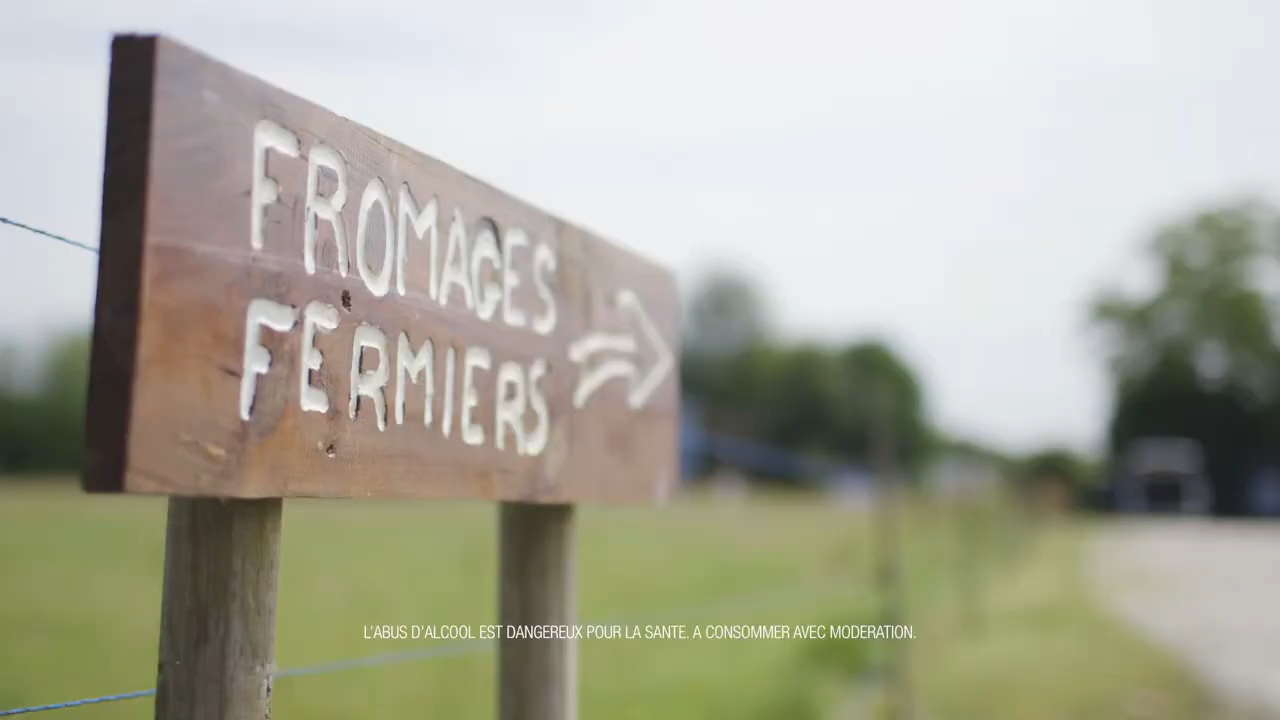 FROMAGES
FERMIERS
L'ABUS D'ALCOOL EST DANGEREUX POUR LA SANTE. A CONSOMMER AVEC MODERATION.